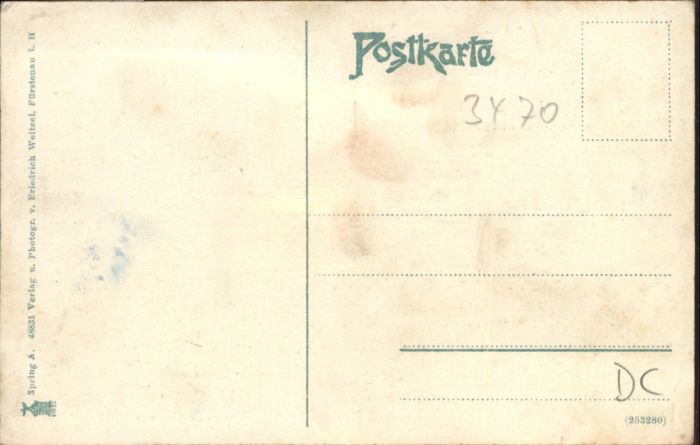 Postkarte
3470
Spring A. 48831 Verlag u. Photogr. v. Friedrich Weitzel, Fürstenau i. H
DC
(253280)